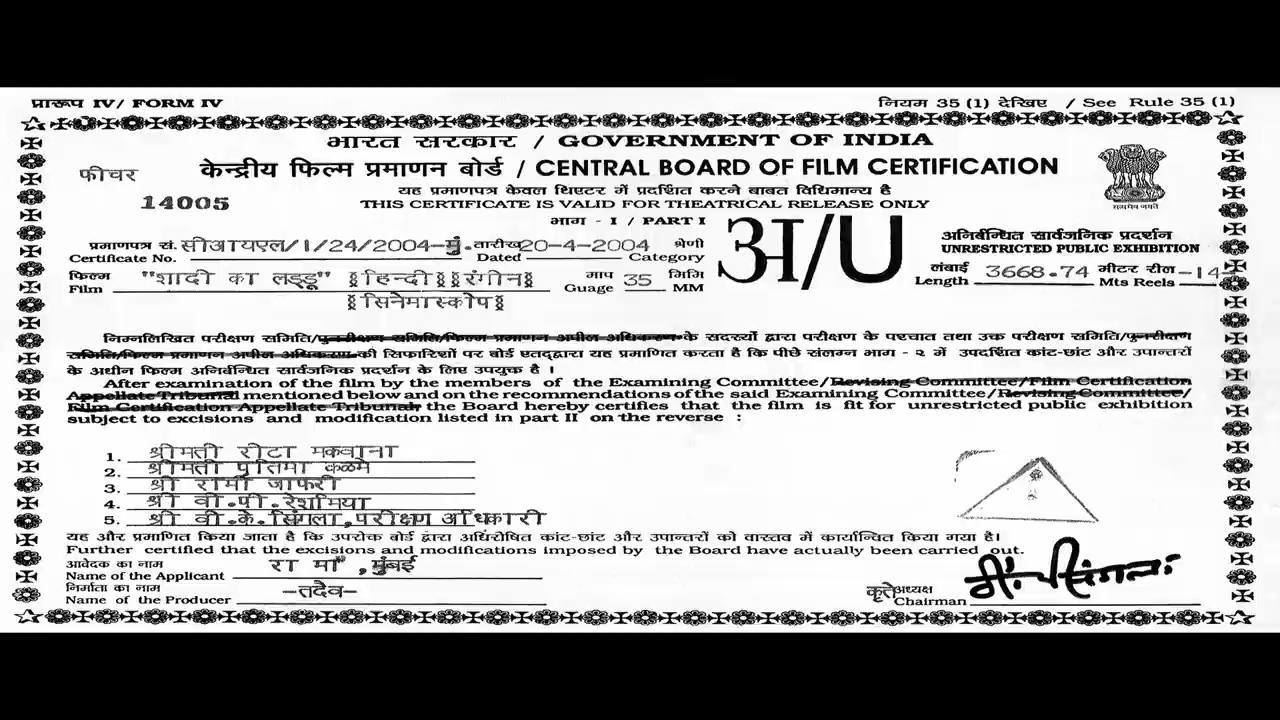 प्रारूप IV/ FORM IV
नियम 35 (1) देखिए / See Rule 35 (1)
भारत सरकार / GOVERNMENT OF INDIA
केन्द्रीय फिल्म प्रमाणन बोर्ड / CENTRAL BOARD OF FILM CERTIFICATION
फीचर
यह प्रमाणपत्र केवल थिएटर में प्रदर्शित करने बाबत विधिमान्य है
14005
THIS CERTIFICATE IS VALID FOR THEATRICAL RELEASE ONLY
सत्यमेव जयते
भाग - I / PART I
अ/U
प्रमाणपत्र सं. सीआयएल/1/24/2004-मुं. तारीख 20-4-2004 श्रेणी
Certificate No. Dated Category
अनिर्बन्धित सार्वजनिक प्रदर्शन
UNRESTRICTED PUBLIC EXHIBITION
फिल्म "शादी का लड्डू" (हिन्दी)(रंगीन) माप 35 मिमि
Film Guage MM
(सिनेमास्कोप)
लंबाई 3668.74 मीटर रील -14-
Length Mts Reels
निम्नलिखित परीक्षण समिति/पुनरीक्षण समिति/फिल्म प्रमाणन अपील अधिकरण के सदस्यों द्वारा परीक्षण के पश्चात तथा उक्त परीक्षण समिति/पुनरीक्षण
समिति/फिल्म प्रमाणन अपील अधिकरण की सिफारिशों पर बोर्ड एतद्द्वारा यह प्रमाणित करता है कि पीछे संलग्न भाग - २ में उपदर्शित कांट-छांट और उपान्तरों
के अधीन फिल्म अनिर्बन्धित सार्वजनिक प्रदर्शन के लिए उपयुक्त है ।
After examination of the film by the members of the Examining Committee/Revising Committee/Film Certification
Appellate Tribunal mentioned below and on the recommendations of the said Examining Committee/Revising Committee/
Film Certification Appellate Tribunal, the Board hereby certifies that the film is fit for unrestricted public exhibition
subject to excisions and modification listed in part II on the reverse :
1. श्रीमती रीटा मकवाना
2. श्रीमती प्रतिमा कळमे
3. श्री रामी जाफरी
4. श्री वी.पी.रेशमिया
5. श्री वी.के.सिंगला,परीक्षण अधिकारी
यह और प्रमाणित किया जाता है कि उपरोक्त बोर्ड द्वारा अधिरोपित कांट-छांट और उपान्तरों को वास्तव में कार्यान्वित किया गया है।
Further certified that the excisions and modifications imposed by the Board have actually been carried out.
आवेदक का नाम रा मा ,मुंबई
Name of the Applicant
निर्माता का नाम -तदैव-
Name of the Producer
कृते अध्यक्ष
Chairman